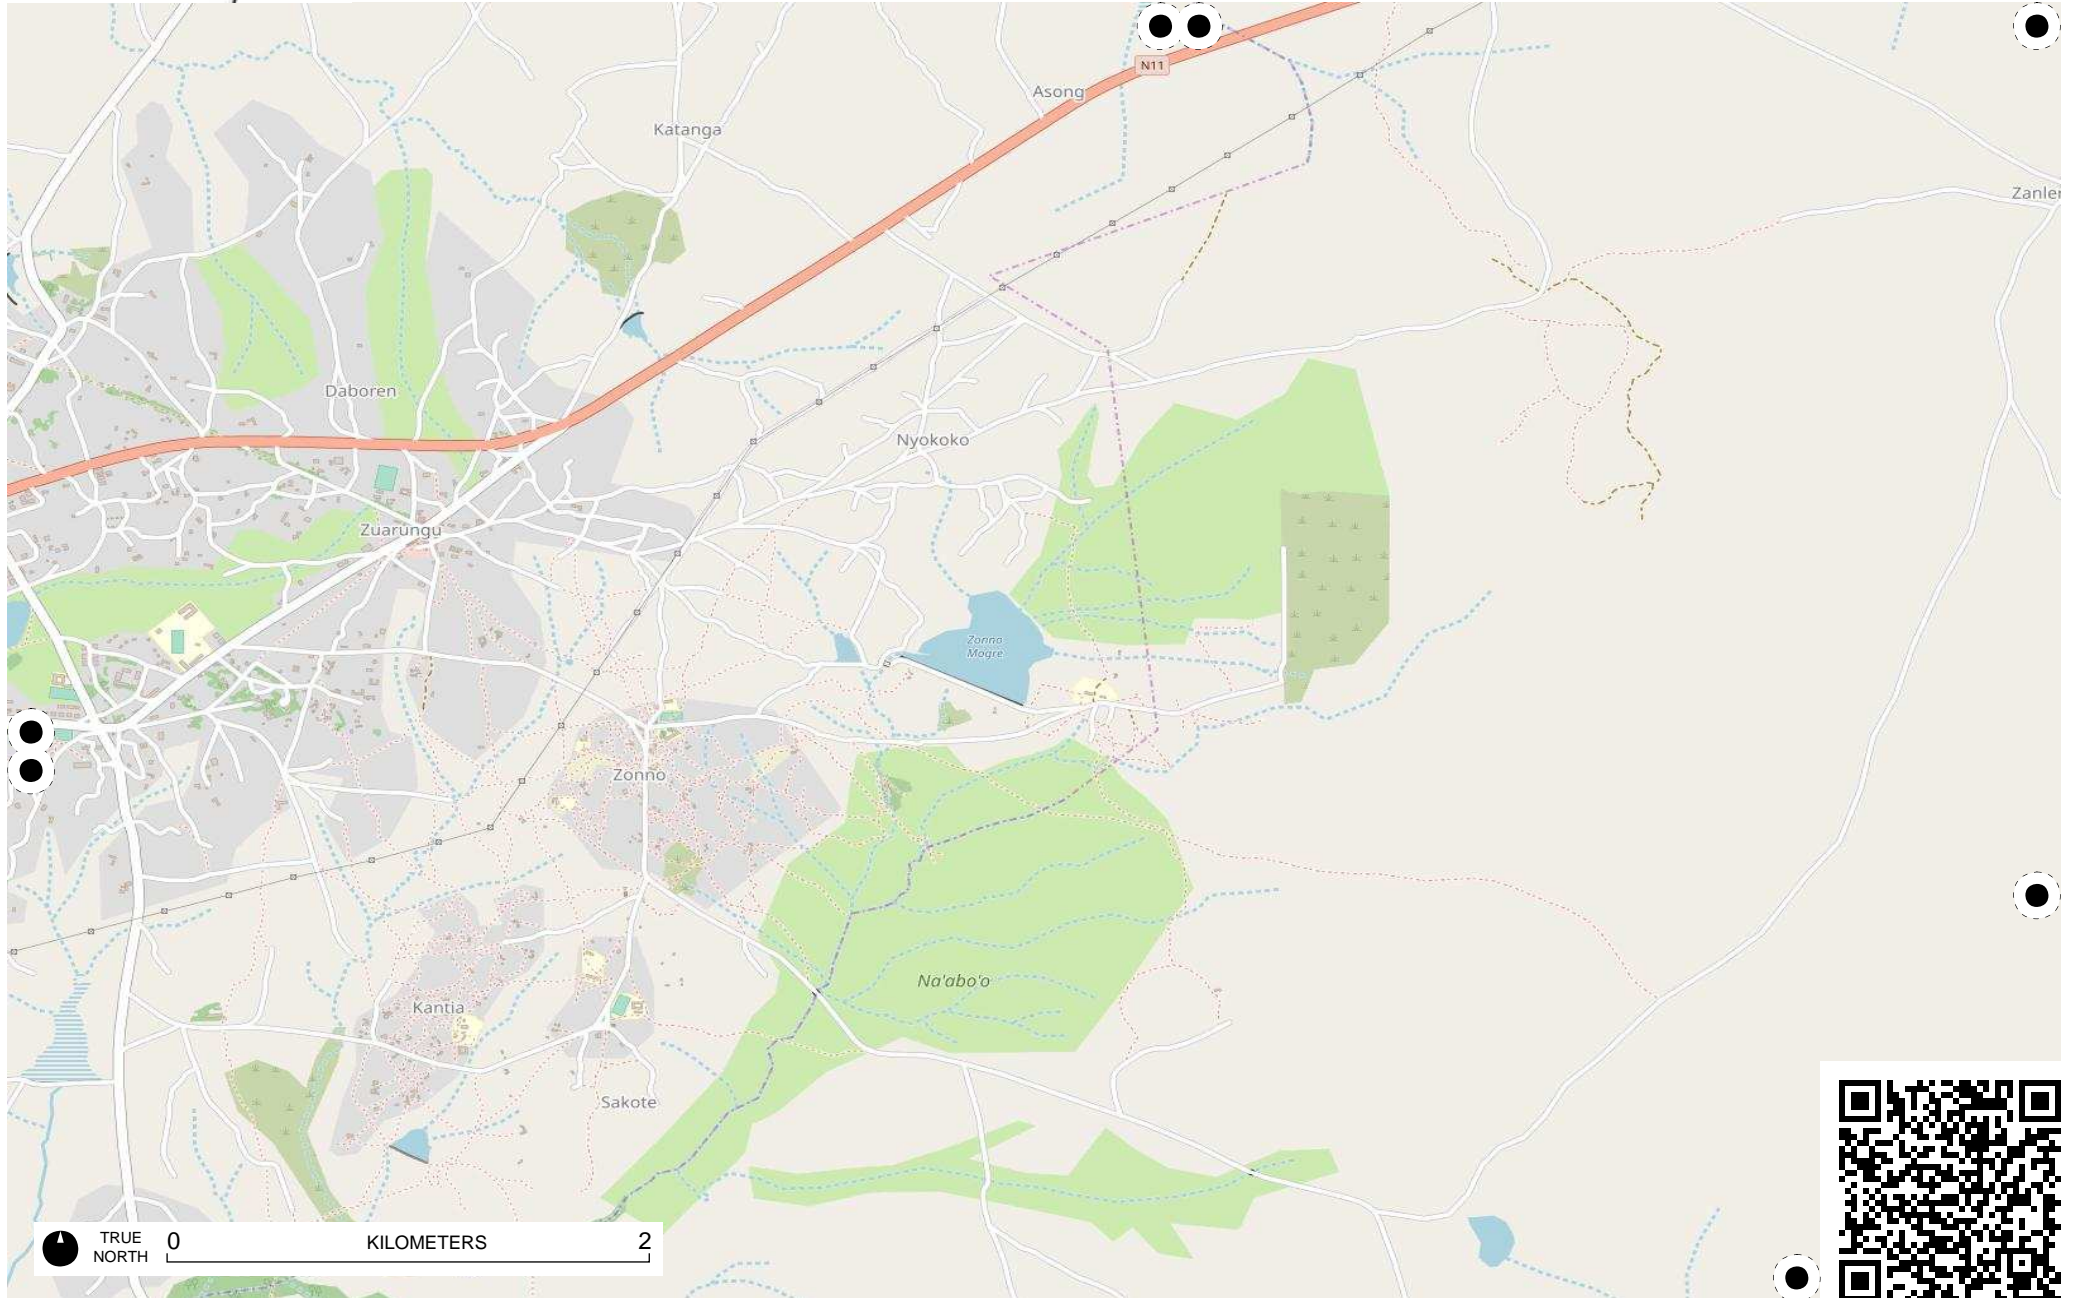 N11
Asong
Katanga
Zanler
Daboren
Nyokoko
Zuarungu
Zonno
Mogre
Zonno
Na'abo'o
Kantia
Sakote
TRUE
NORTH
0 KILOMETERS 2